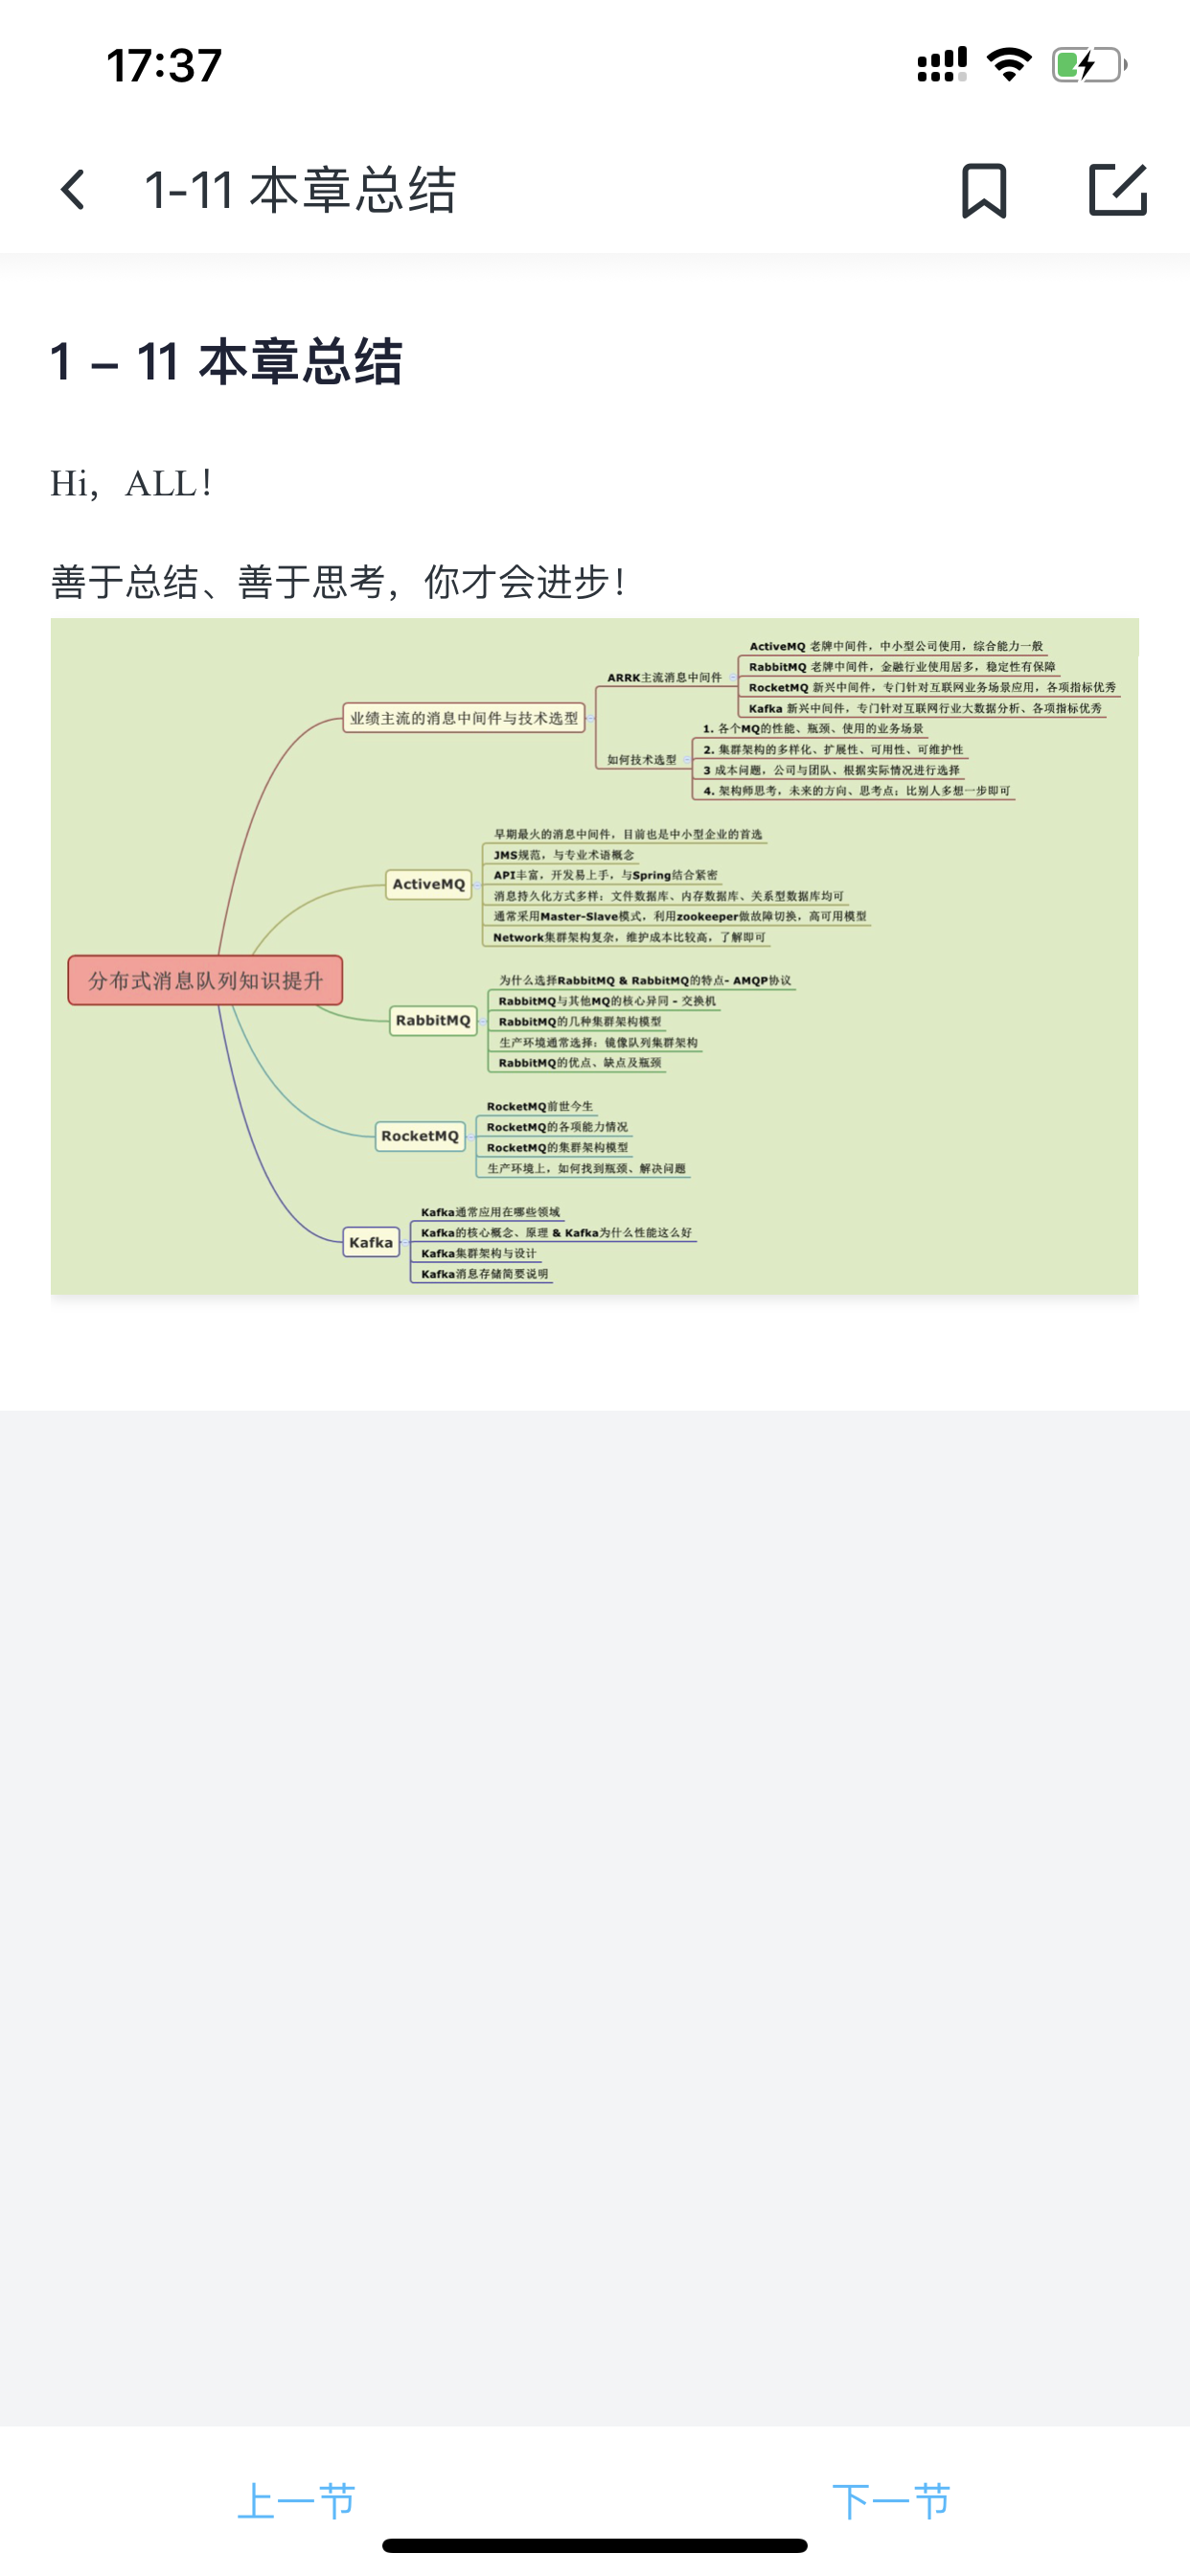 17:37
1-11 本章总结
1 – 11 本章总结
Hi，ALL！
善于总结、善于思考，你才会进步！
分布式消息队列知识提升
业绩主流的消息中间件与技术选型
ARRK主流消息中间件
ActiveMQ 老牌中间件，中小型公司使用，综合能力一般
RabbitMQ 老牌中间件，金融行业使用居多，稳定性有保障
RocketMQ 新兴中间件，专门针对互联网业务场景应用，各项指标优秀
Kafka 新兴中间件，专门针对互联网行业大数据分析、各项指标优秀
如何技术选型
1. 各个MQ的性能、瓶颈、使用的业务场景
2. 集群架构的多样化、扩展性、可用性、可维护性
3 成本问题，公司与团队、根据实际情况进行选择
4. 架构师思考，未来的方向、思考点；比别人多想一步即可
ActiveMQ
早期最火的消息中间件，目前也是中小型企业的首选
JMS规范，与专业术语概念
API丰富，开发易上手，与Spring结合紧密
消息持久化方式多样：文件数据库、内存数据库、关系型数据库均可
通常采用Master-Slave模式，利用zookeeper做故障切换，高可用模型
Network集群架构复杂，维护成本比较高，了解即可
RabbitMQ
为什么选择RabbitMQ & RabbitMQ的特点- AMQP协议
RabbitMQ与其他MQ的核心异同 - 交换机
RabbitMQ的几种集群架构模型
生产环境通常选择：镜像队列集群架构
RabbitMQ的优点、缺点及瓶颈
RocketMQ
RocketMQ前世今生
RocketMQ的各项能力情况
RocketMQ的集群架构模型
生产环境上，如何找到瓶颈、解决问题
Kafka
Kafka通常应用在哪些领域
Kafka的核心概念、原理 & Kafka为什么性能这么好
Kafka集群架构与设计
Kafka消息存储简要说明
上一节
下一节